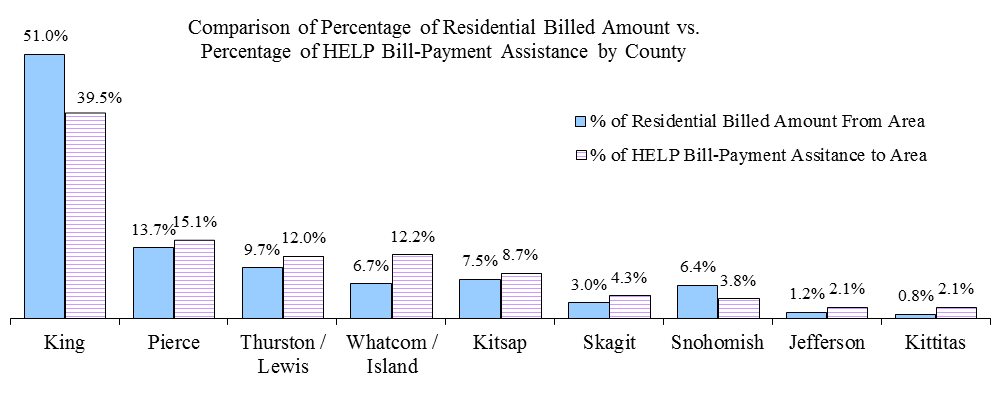 Comparison of Percentage of Residential Billed Amount vs.
Percentage of HELP Bill-Payment Assistance by County
51.0%
39.5%
% of Residential Billed Amount From Area
% of HELP Bill-Payment Assitance to Area
13.7% 15.1%
9.7% 12.0%
6.7% 12.2%
7.5% 8.7%
3.0% 4.3%
6.4% 3.8%
1.2% 2.1%
0.8% 2.1%
King Pierce Thurston / Whatcom / Kitsap Skagit Snohomish Jefferson Kittitas
Lewis Island